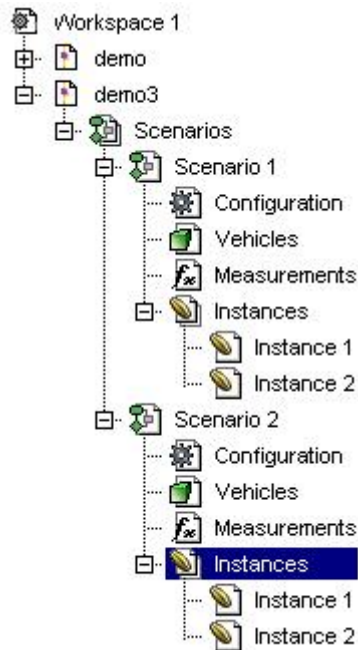 Workspace 1
demo
demo3
Scenarios
Scenario 1
Configuration
Vehicles
Measurements
Instances
Instance 1
Instance 2
Scenario 2
Configuration
Vehicles
Measurements
Instances
Instance 1
Instance 2